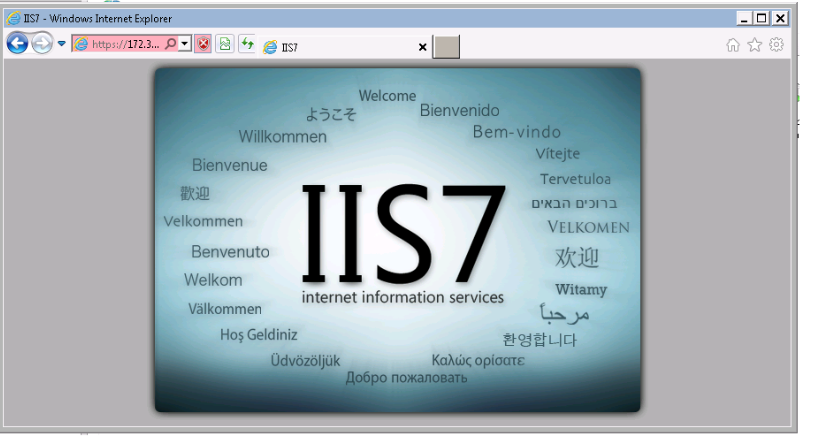 IIS7 - Windows Internet Explorer
https://172.3...
IIS7
Welcome
ようこそ
Bienvenido
Willkommen
Bem-vindo
Vítejte
Bienvenue
Tervetuloa
歡迎
ברוכים הבאים
Velkommen
VELKOMEN
IIS7
Benvenuto
欢迎
Welkom
Witamy
internet information services
Välkommen
مرحباً
Hoş Geldiniz
환영합니다
Üdvözöljük
Καλώς ορίσατε
Добро пожаловать